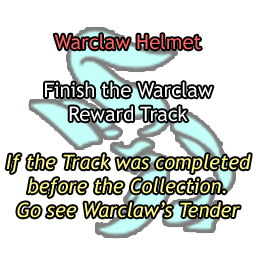 Warclaw Helmet
Finish the Warclaw
Reward Track
If the Track was completed
before the Collection.
Go see Warclaw's Tender